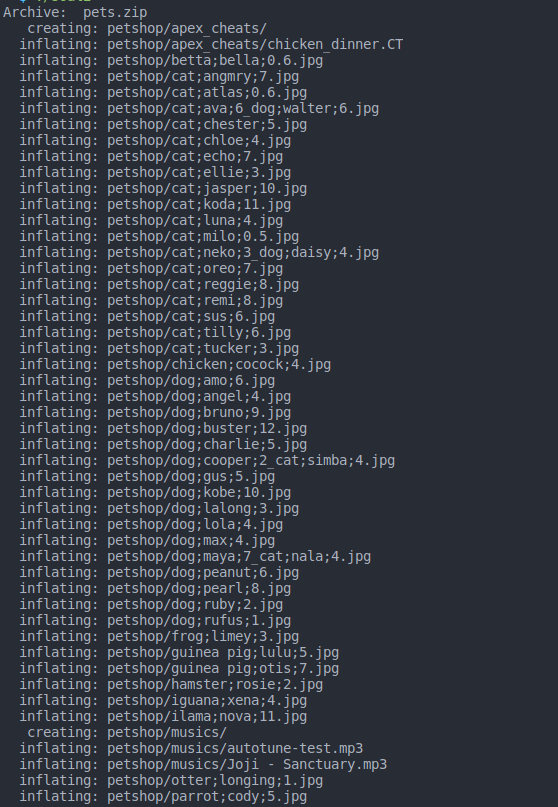 Archive:  pets.zip
   creating: petshop/apex_cheats/
  inflating: petshop/apex_cheats/chicken_dinner.CT
  inflating: petshop/betta;bella;0.6.jpg
  inflating: petshop/cat;angmry;7.jpg
  inflating: petshop/cat;atlas;0.6.jpg
  inflating: petshop/cat;ava;6_dog;walter;6.jpg
  inflating: petshop/cat;chester;5.jpg
  inflating: petshop/cat;chloe;4.jpg
  inflating: petshop/cat;echo;7.jpg
  inflating: petshop/cat;ellie;3.jpg
  inflating: petshop/cat;jasper;10.jpg
  inflating: petshop/cat;koda;11.jpg
  inflating: petshop/cat;luna;4.jpg
  inflating: petshop/cat;milo;0.5.jpg
  inflating: petshop/cat;neko;3_dog;daisy;4.jpg
  inflating: petshop/cat;oreo;7.jpg
  inflating: petshop/cat;reggie;8.jpg
  inflating: petshop/cat;remi;8.jpg
  inflating: petshop/cat;sus;6.jpg
  inflating: petshop/cat;tilly;6.jpg
  inflating: petshop/cat;tucker;3.jpg
  inflating: petshop/chicken;cocock;4.jpg
  inflating: petshop/dog;amo;6.jpg
  inflating: petshop/dog;angel;4.jpg
  inflating: petshop/dog;bruno;9.jpg
  inflating: petshop/dog;buster;12.jpg
  inflating: petshop/dog;charlie;5.jpg
  inflating: petshop/dog;cooper;2_cat;simba;4.jpg
  inflating: petshop/dog;gus;5.jpg
  inflating: petshop/dog;kobe;10.jpg
  inflating: petshop/dog;lalong;3.jpg
  inflating: petshop/dog;lola;4.jpg
  inflating: petshop/dog;max;4.jpg
  inflating: petshop/dog;maya;7_cat;nala;4.jpg
  inflating: petshop/dog;peanut;6.jpg
  inflating: petshop/dog;pearl;8.jpg
  inflating: petshop/dog;ruby;2.jpg
  inflating: petshop/dog;rufus;1.jpg
  inflating: petshop/frog;limey;3.jpg
  inflating: petshop/guinea pig;lulu;5.jpg
  inflating: petshop/guinea pig;otis;7.jpg
  inflating: petshop/hamster;rosie;2.jpg
  inflating: petshop/iguana;xena;4.jpg
  inflating: petshop/ilama;nova;11.jpg
   creating: petshop/musics/
  inflating: petshop/musics/autotune-test.mp3
  inflating: petshop/musics/Joji - Sanctuary.mp3
  inflating: petshop/otter;longing;1.jpg
  inflating: petshop/parrot;cody;5.jpg